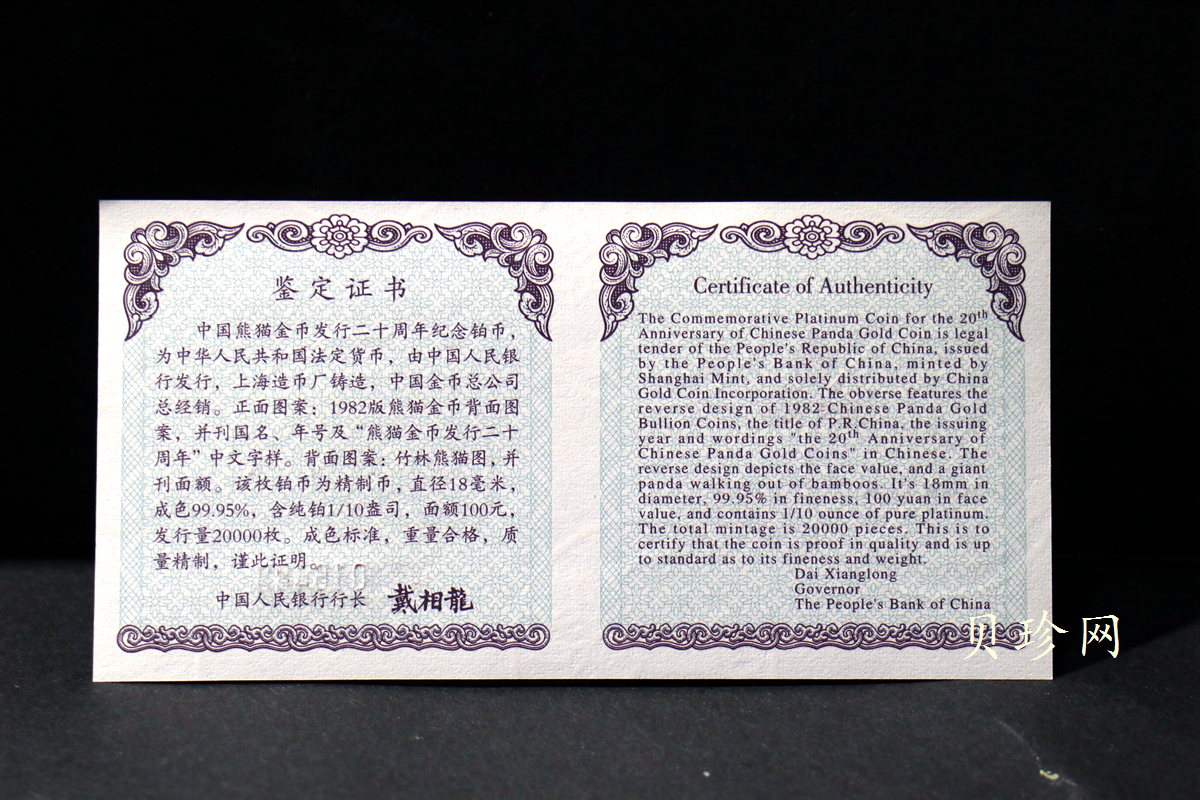 鉴定证书
中国熊猫金币发行二十周年纪念铂币，
为中华人民共和国法定货币，由中国人民银
行发行，上海造币厂铸造，中国金币总公司
总经销。正面图案：1982版熊猫金币背面图
案，并刊国名、年号及“熊猫金币发行二十
周年”中文字样。背面图案：竹林熊猫图，并
刊面额。该枚铂币为精制币，直径18毫米，
成色99.95%，含纯铂1/10盎司，面额100元，
发行量20000枚。成色标准，重量合格，质
量精制，谨此证明。
中国人民银行行长 戴相龍
Certificate of Authenticity
The Commemorative Platinum Coin for the 20th
Anniversary of Chinese Panda Gold Coin is legal
tender of the People's Republic of China, issued
by the People's Bank of China, minted by
Shanghai Mint, and solely distributed by China
Gold Coin Incorporation. The obverse features the
reverse design of 1982 Chinese Panda Gold
Bullion Coins, the title of P.R.China, the issuing
year and wordings "the 20th Anniversary of
Chinese Panda Gold Coins" in Chinese. The
reverse design depicts the face value, and a giant
panda walking out of bamboos. It's 18mm in
diameter, 99.95% in fineness, 100 yuan in face
value, and contains 1/10 ounce of pure platinum.
The total mintage is 20000 pieces. This is to
certify that the coin is proof in quality and is up
to standard as to its fineness and weight.
Dai Xianglong
Governor
The People's Bank of China
贝珍网